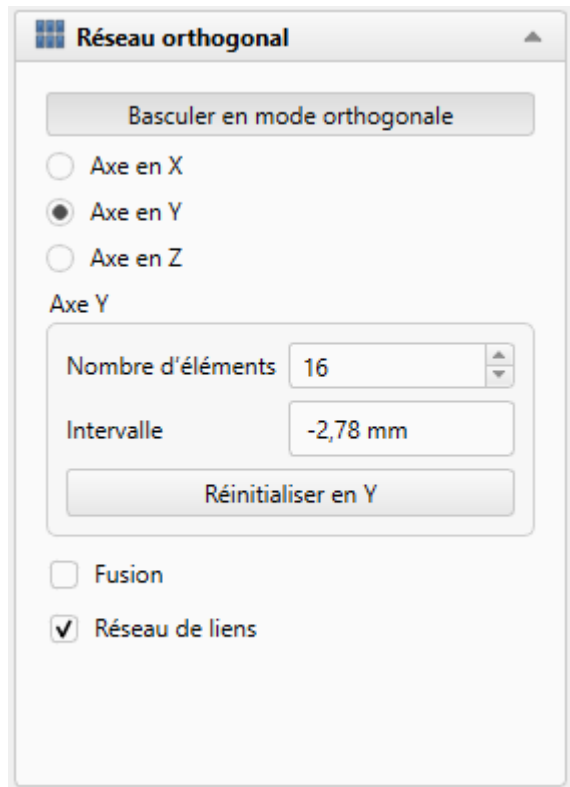 Réseau orthogonal
Basculer en mode orthogonale
Axe en X
Axe en Y
Axe en Z
Axe Y
Nombre d'éléments 16
Intervalle -2,78 mm
Réinitialiser en Y
Fusion
Réseau de liens